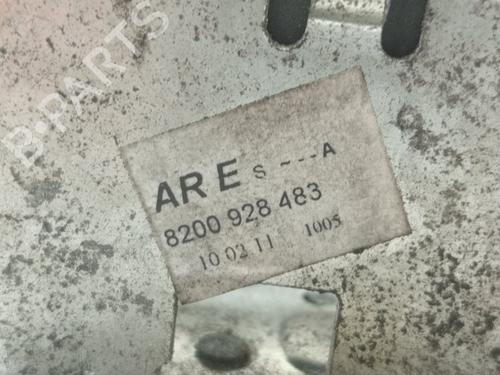 B-PARTS
AR E s ~---A
8200 928 483
10 02 11 1005